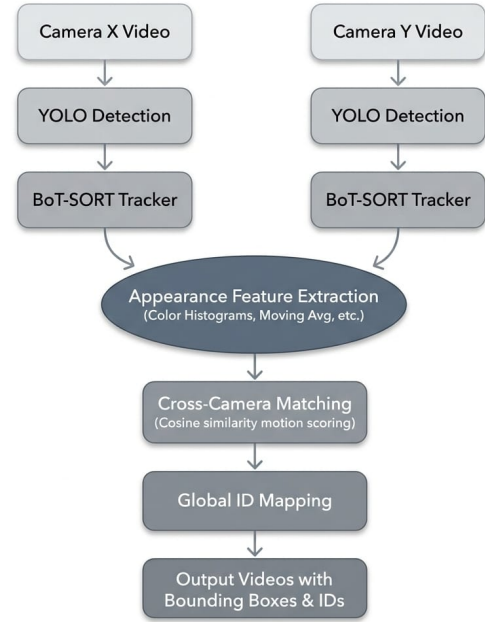 Camera X Video
Camera Y Video
YOLO Detection
YOLO Detection
BoT-SORT Tracker
BoT-SORT Tracker
Appearance Feature Extraction
(Color Histograms, Moving Avg, etc.)
Cross-Camera Matching
(Cosine similarity motion scoring)
Global ID Mapping
Output Videos with
Bounding Boxes & IDs